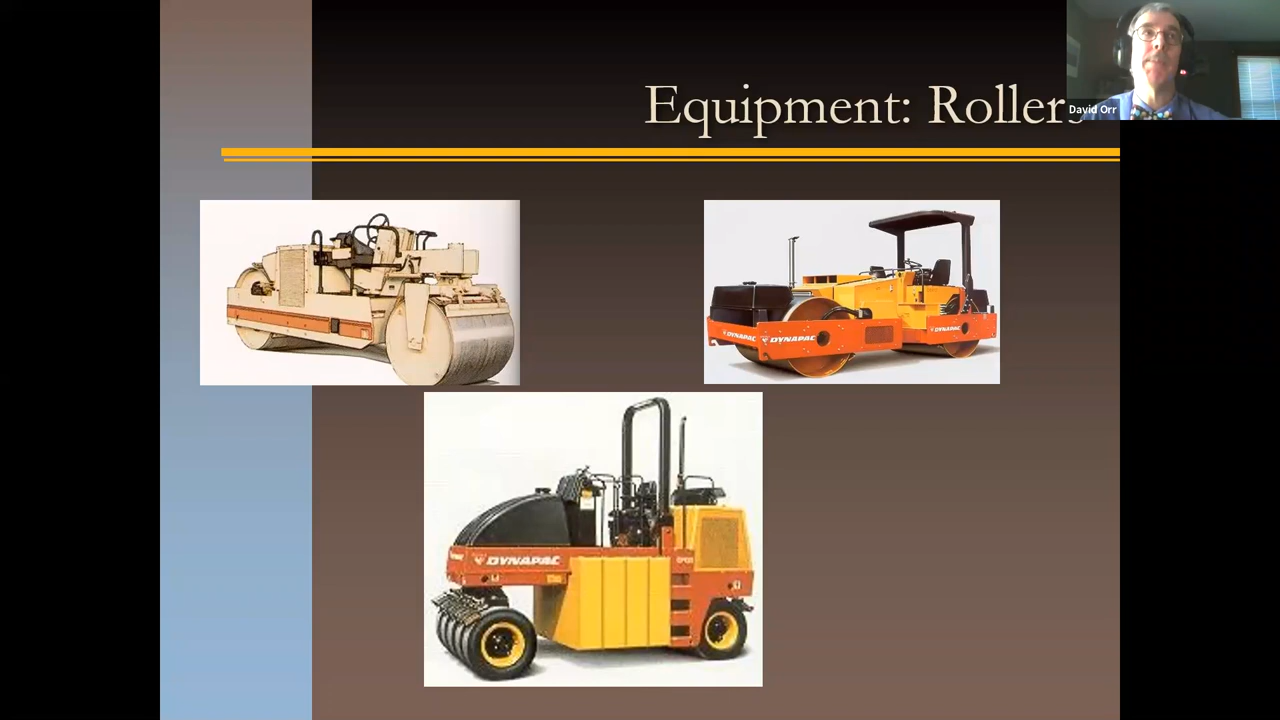 Equipment: Rollers
David Orr
DYNAPAC
DYNAPAC
DYNAPAC
DYNAPAC